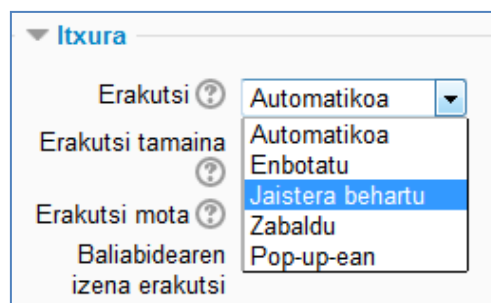 Itxura
Erakutsi
Automatikoa
Automatikoa
Erakutsi tamaina
Enbotatu
Jaistera behartu
Erakutsi mota
Zabaldu
Baliabidearen
izena erakutsi
Pop-up-ean